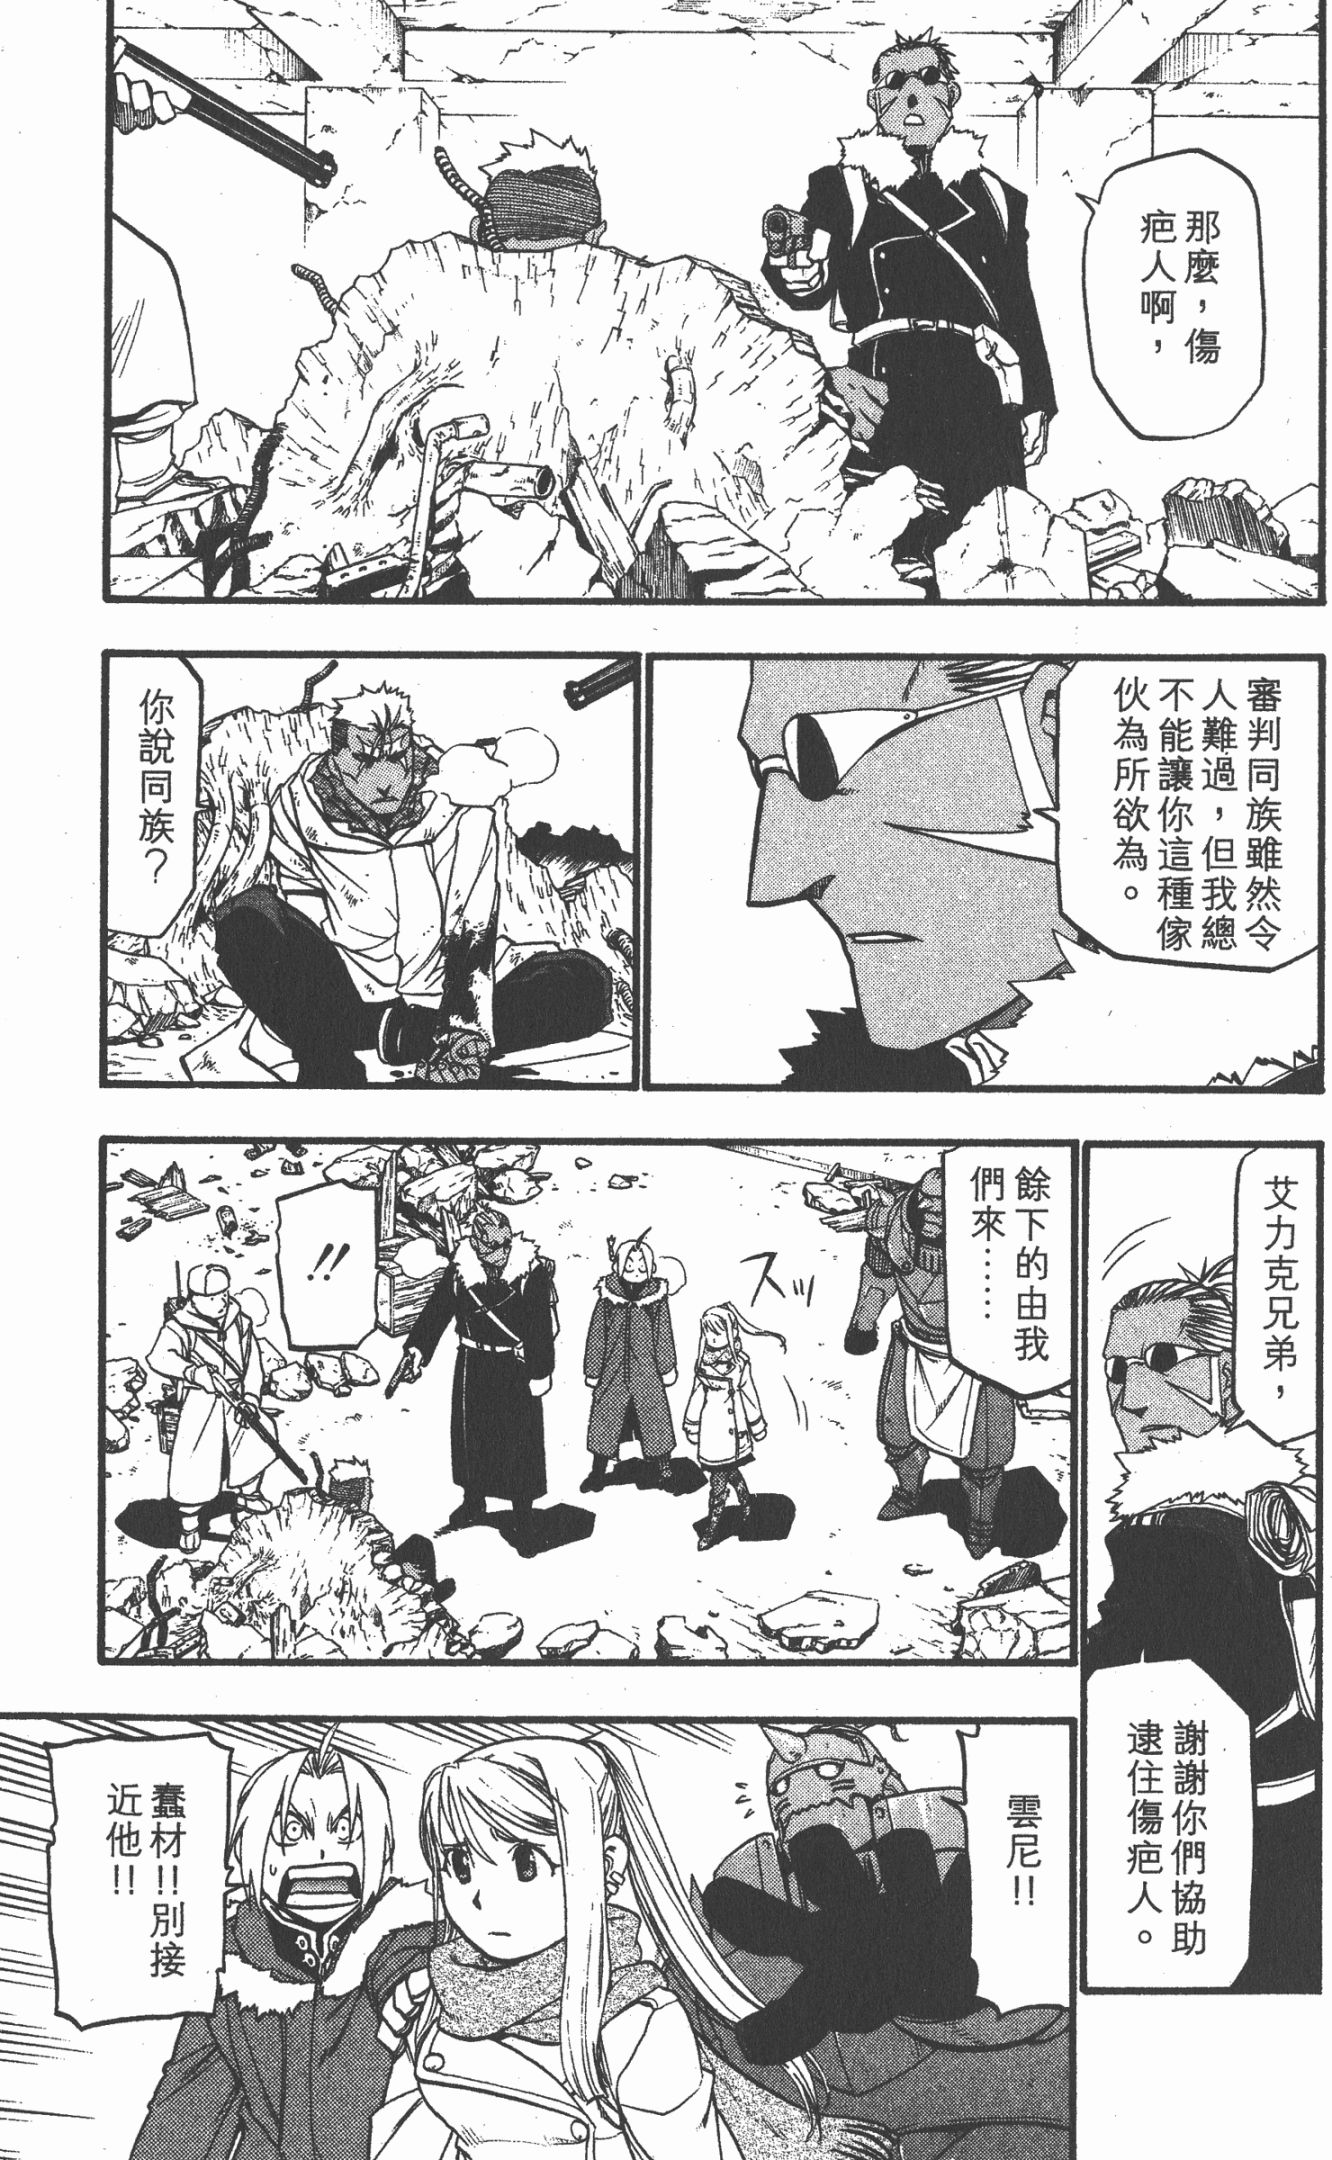 那麼，傷
疤人啊，
審判同族雖然令
人難過，但我總
不能讓你這種傢
伙為所欲為。
你說同族？
艾力克兄弟，
謝謝你們協助
逮住傷疤人。
餘下的由我
們來……
スッ
!!
雲尼!!
蠢材!!別接
近他!!